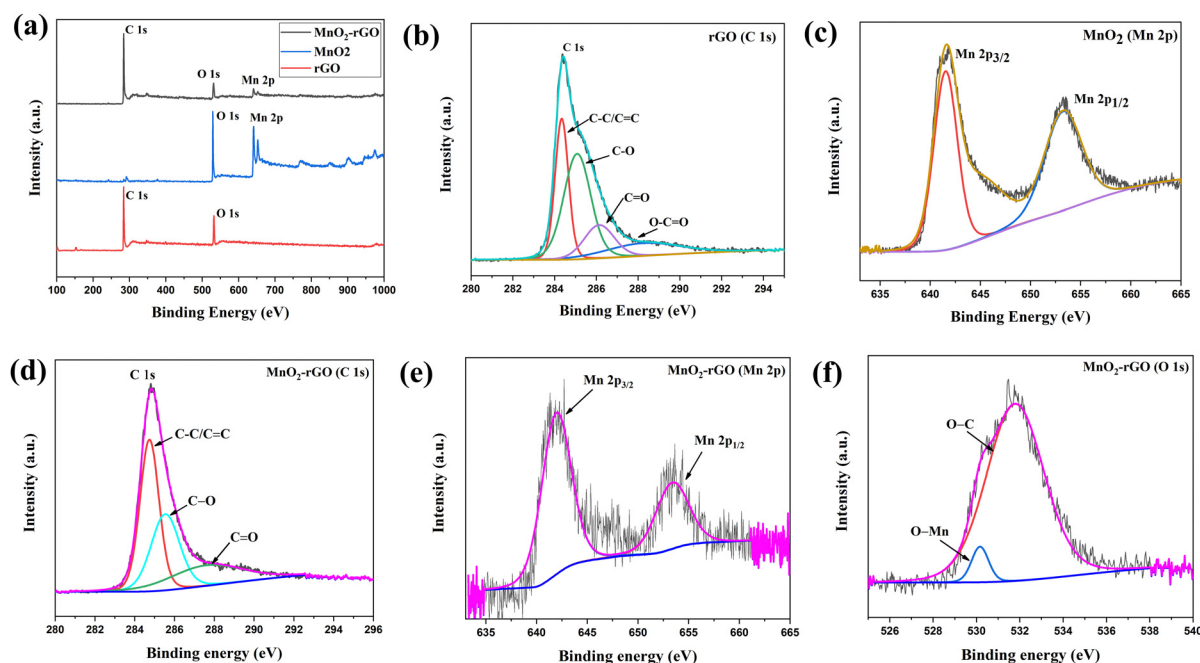 (a)
MnO₂-rGO
MnO2
rGO
C 1s
O 1s
Mn 2p
O 1s
Mn 2p
C 1s
O 1s
Intensity (a.u.)
100 200 300 400 500 600 700 800 900 1000
Binding Energy (eV)
(b)
rGO (C 1s)
C 1s
C-C/C=C
C-O
C=O
O-C=O
Intensity (a.u.)
280 282 284 286 288 290 292 294
Binding Energy (eV)
(c)
MnO₂ (Mn 2p)
Mn 2p3/2
Mn 2p1/2
Intensity (a.u.)
635 640 645 650 655 660 665
Binding Energy (eV)
(d)
MnO₂-rGO (C 1s)
C 1s
C-C/C=C
C–O
C=O
Intensity (a.u.)
280 282 284 286 288 290 292 294 296
Binding energy (eV)
(e)
MnO₂-rGO (Mn 2p)
Mn 2p3/2
Mn 2p1/2
Intensity (a.u.)
635 640 645 650 655 660 665
Binding energy (eV)
(f)
MnO₂-rGO (O 1s)
O–C
O–Mn
Intensity (a.u.)
526 528 530 532 534 536 538 540
Binding energy (eV)